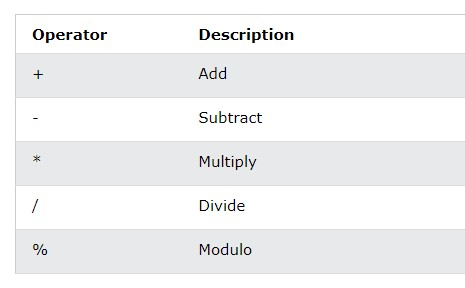 Operator Description
+ Add
- Subtract
* Multiply
/ Divide
% Modulo